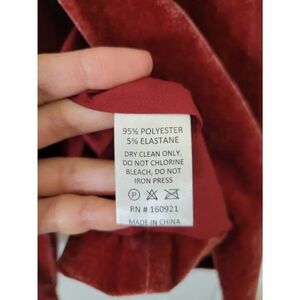 95% POLYESTER
5% ELASTANE
DRY CLEAN ONLY,
DO NOT CHLORINE
BLEACH, DO NOT
IRON PRESS
P
RN # 160921
MADE IN CHINA